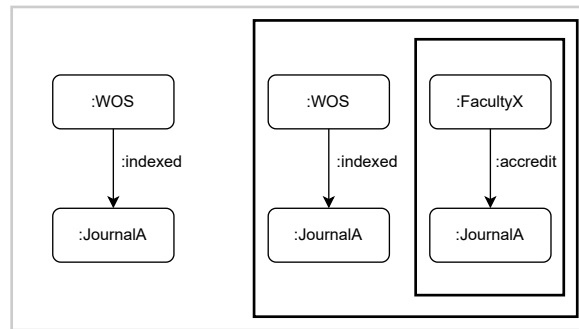 :WOS
:indexed
:JournalA
:WOS
:indexed
:JournalA
:FacultyX
:accredit
:JournalA